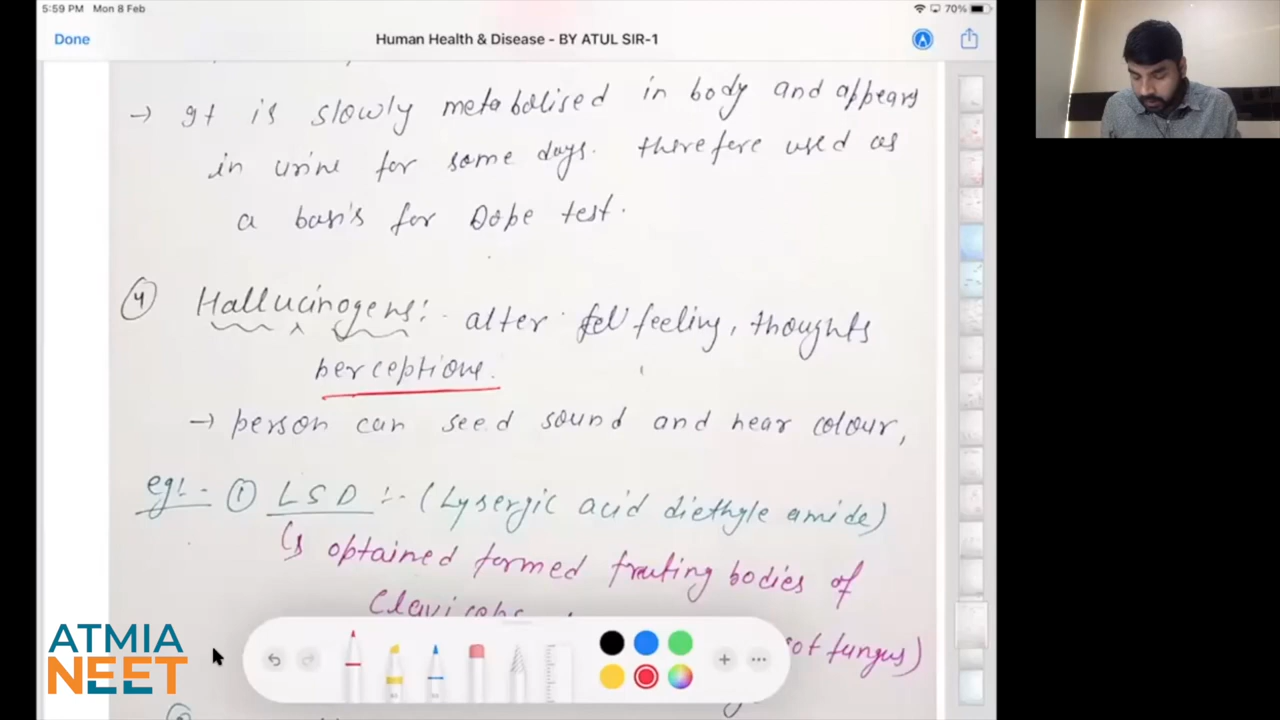 5:59 PM Mon 8 Feb
70%
Done
Human Health & Disease - BY ATUL SIR-1
→ It is slowly metabolised in body and appears
in urine for some days. therefore used as
a basis for Dope test.
④ Hallucinogens:- alter feeling, thoughts
perceptions.
→ person can seed sound and hear colour,
eg:- ① LSD :- (Lysergic acid diethyle amide)
↳ obtained formed fruting bodies of
Claviceps
ot fungus)
ATMIA
NEET